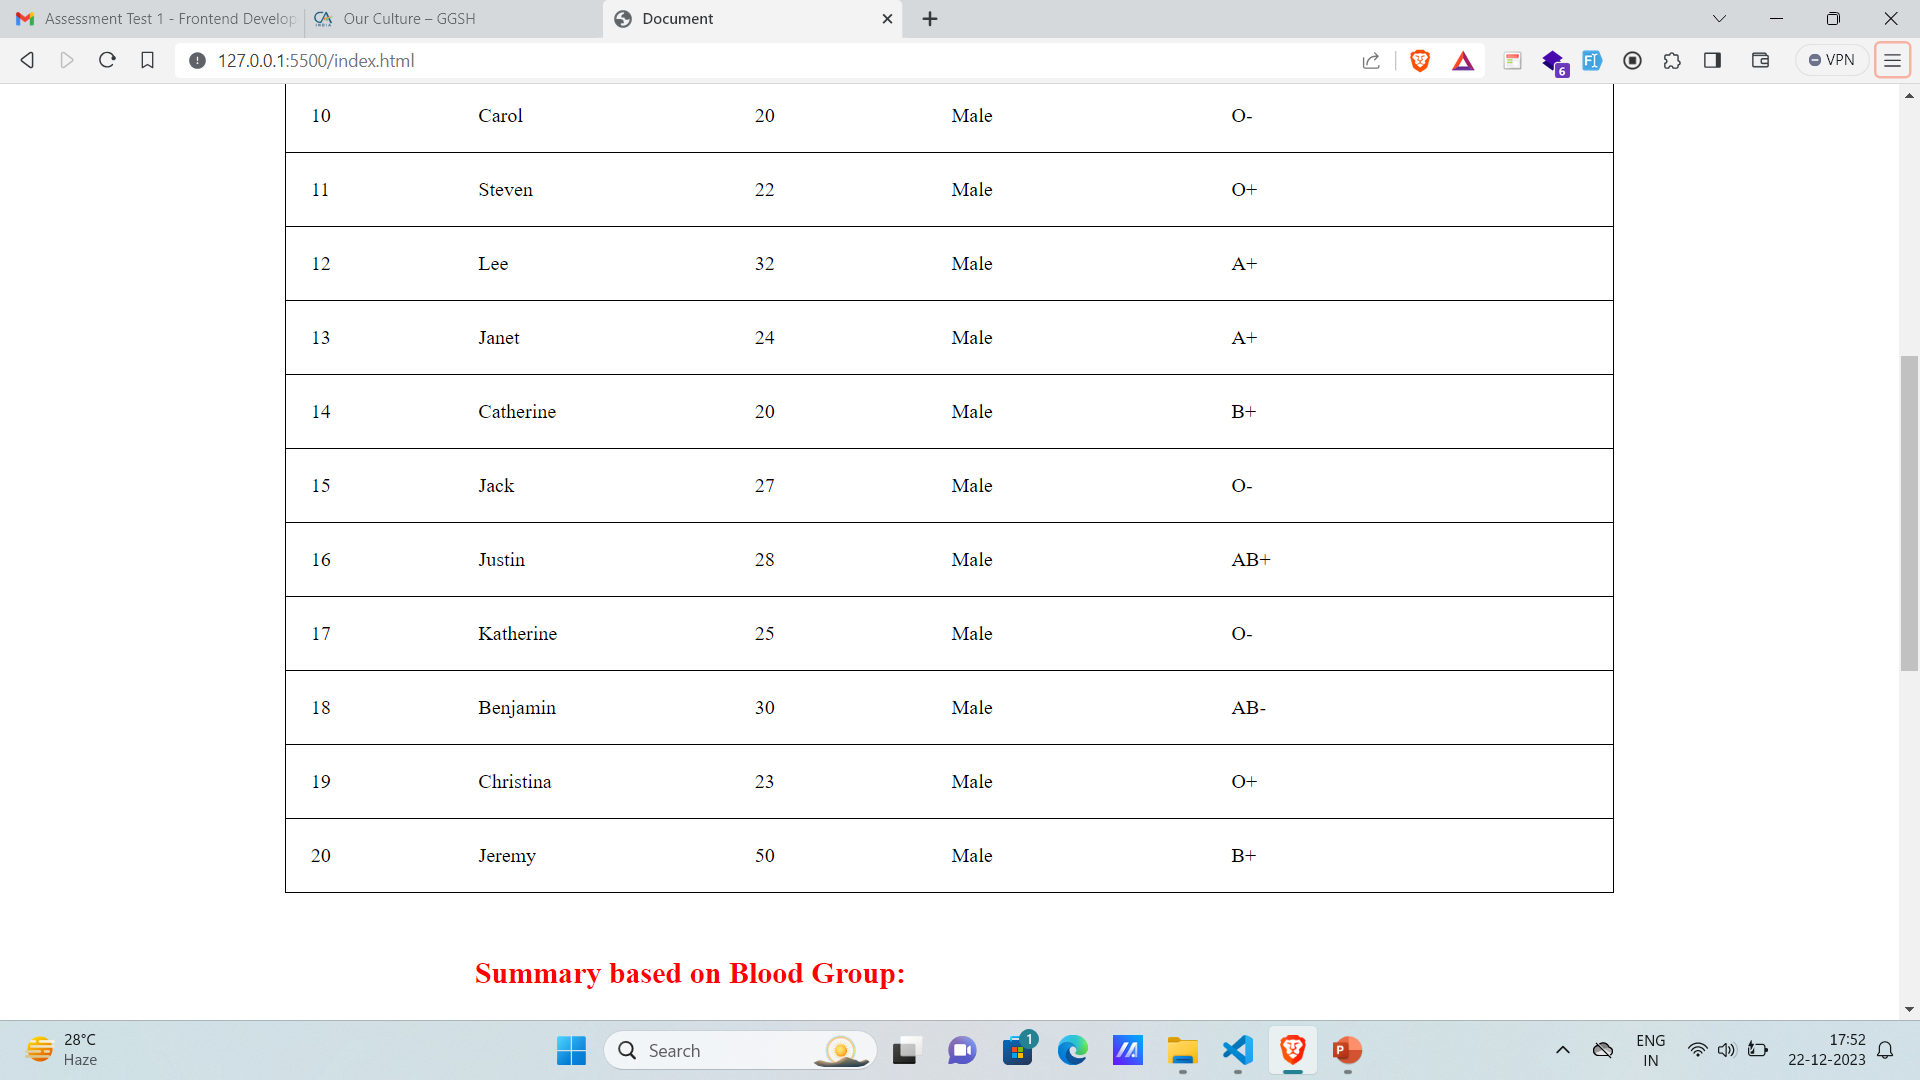 Assessment Test 1 - Frontend Develop
Our Culture – GGSH
Document
127.0.0.1:5500/index.html
6
VPN
10 Carol 20 Male O-
11 Steven 22 Male O+
12 Lee 32 Male A+
13 Janet 24 Male A+
14 Catherine 20 Male B+
15 Jack 27 Male O-
16 Justin 28 Male AB+
17 Katherine 25 Male O-
18 Benjamin 30 Male AB-
19 Christina 23 Male O+
20 Jeremy 50 Male B+
Summary based on Blood Group:
28°C
Haze
Search
1
ENG
IN
17:52
22-12-2023